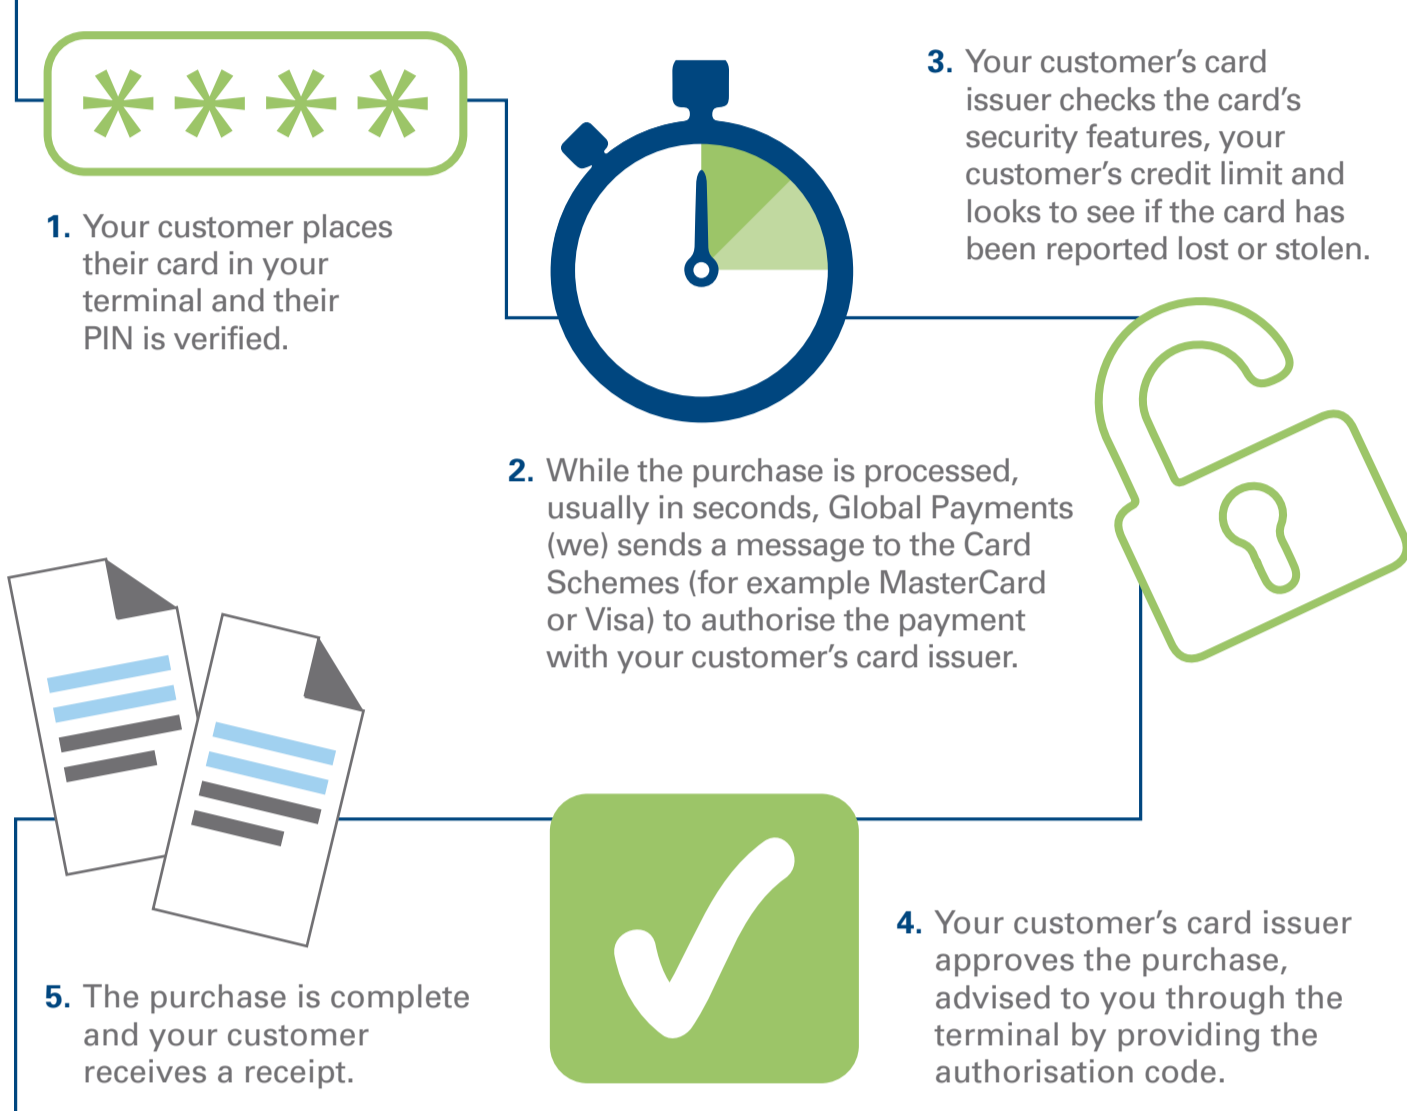 * * * *
1. Your customer places
their card in your
terminal and their
PIN is verified.
2. While the purchase is processed,
usually in seconds, Global Payments
(we) sends a message to the Card
Schemes (for example MasterCard
or Visa) to authorise the payment
with your customer’s card issuer.
3. Your customer’s card
issuer checks the card’s
security features, your
customer’s credit limit and
looks to see if the card has
been reported lost or stolen.
4. Your customer’s card issuer
approves the purchase,
advised to you through the
terminal by providing the
authorisation code.
5. The purchase is complete
and your customer
receives a receipt.